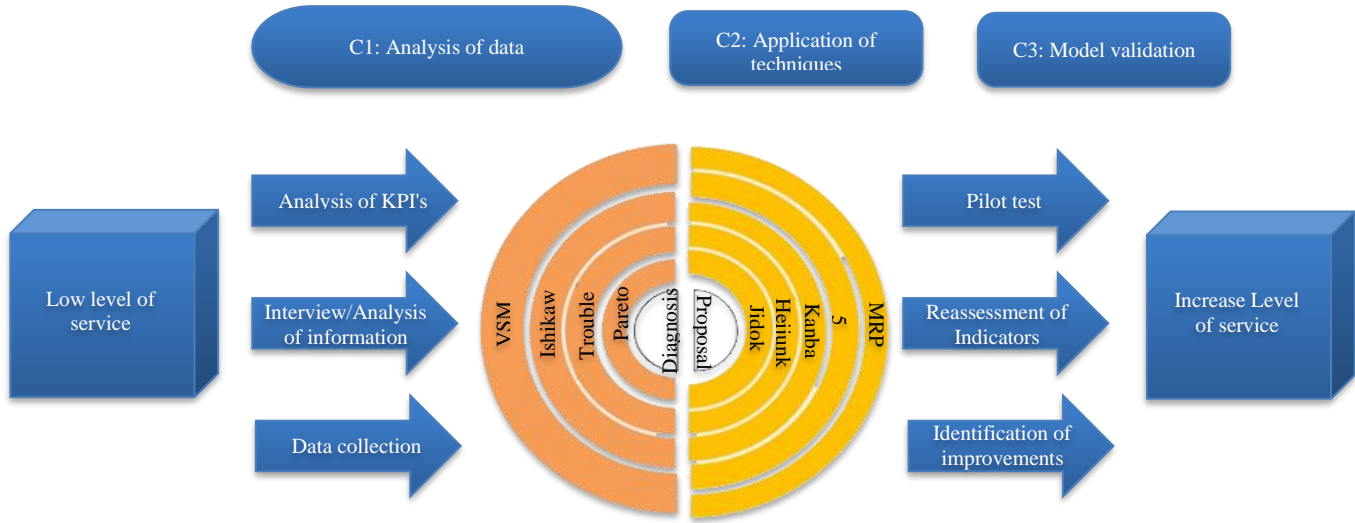 C1: Analysis of data
C2: Application of
techniques
C3: Model validation
Low level of
service
Analysis of KPI's
Interview/Analysis
of information
Data collection
VSM
Ishikaw
Trouble
Pareto
Diagnosis
Proposal
Jidok
Heijunk
Kanba
5
MRP
Pilot test
Reassessment of
Indicators
Identification of
improvements
Increase Level
of service